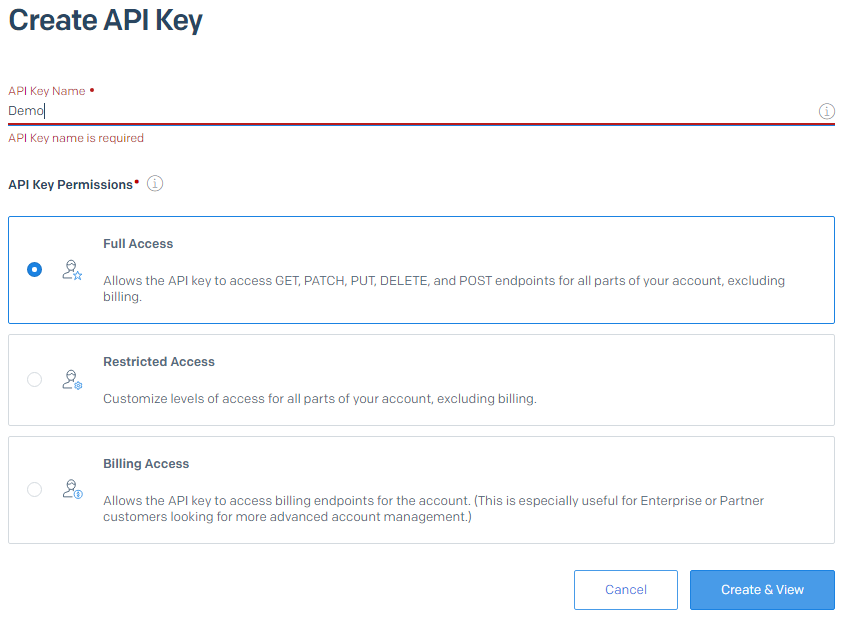 Create API Key
API Key Name •
Demo
API Key name is required
API Key Permissions•
Full Access
Allows the API key to access GET, PATCH, PUT, DELETE, and POST endpoints for all parts of your account, excluding
billing.
Restricted Access
Customize levels of access for all parts of your account, excluding billing.
Billing Access
Allows the API key to access billing endpoints for the account. (This is especially useful for Enterprise or Partner
customers looking for more advanced account management.)
Cancel
Create & View